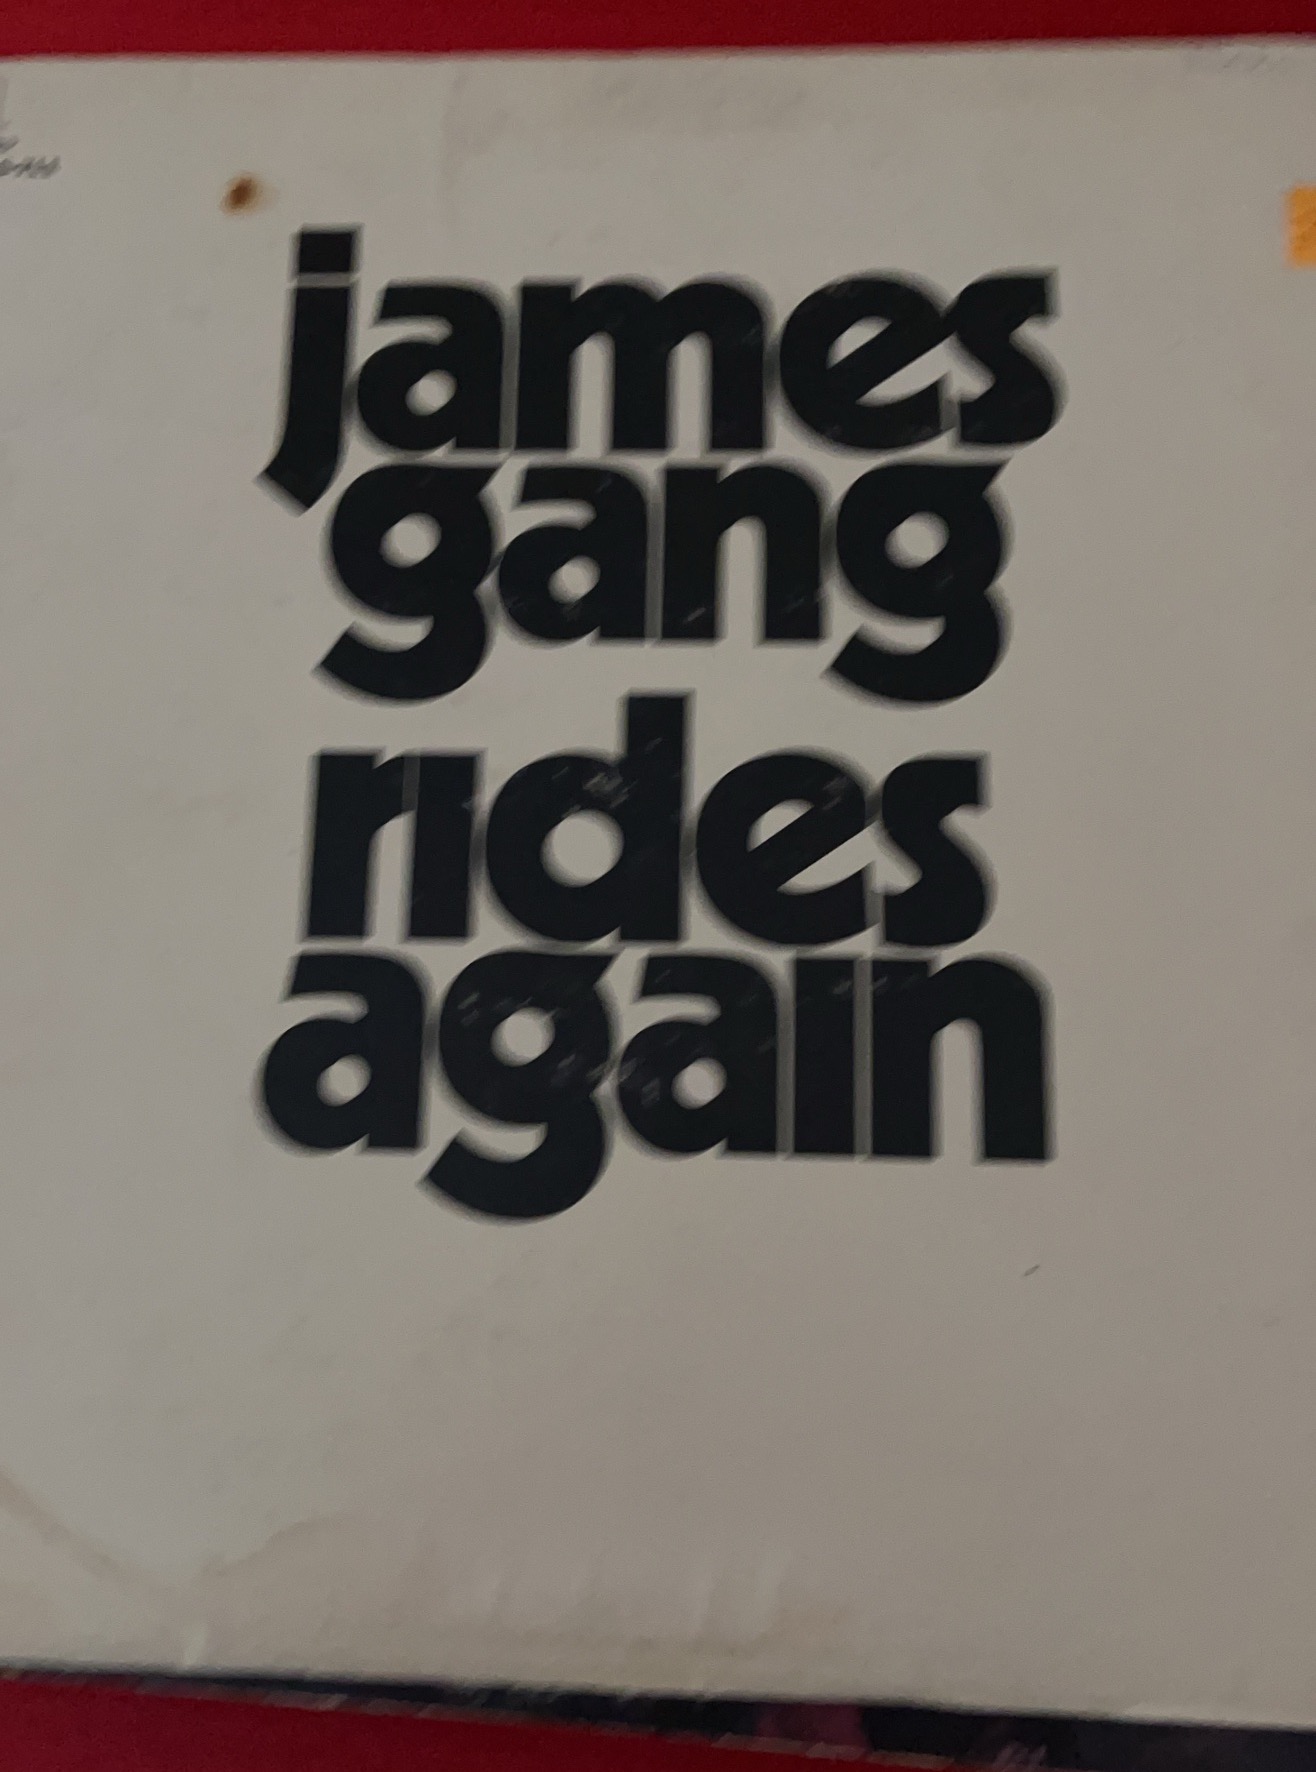 james
gang
rides
again